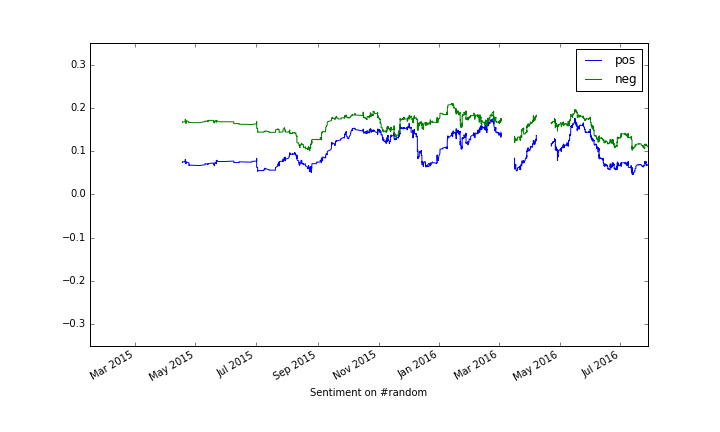 pos
neg
0.3
0.2
0.1
0.0
−0.1
−0.2
−0.3
Mar 2015
May 2015
Jul 2015
Sep 2015
Nov 2015
Jan 2016
Mar 2016
May 2016
Jul 2016
Sentiment on #random